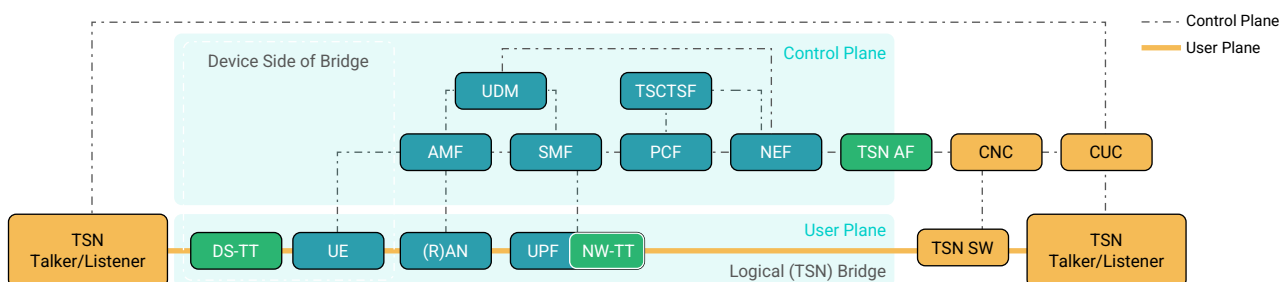 Control Plane
User Plane
Device Side of Bridge
Control Plane
UDM
TSCTSF
AMF
SMF
PCF
NEF
TSN AF
CNC
CUC
TSN
Talker/Listener
DS-TT
UE
(R)AN
UPF
NW-TT
User Plane
Logical (TSN) Bridge
TSN SW
TSN
Talker/Listener